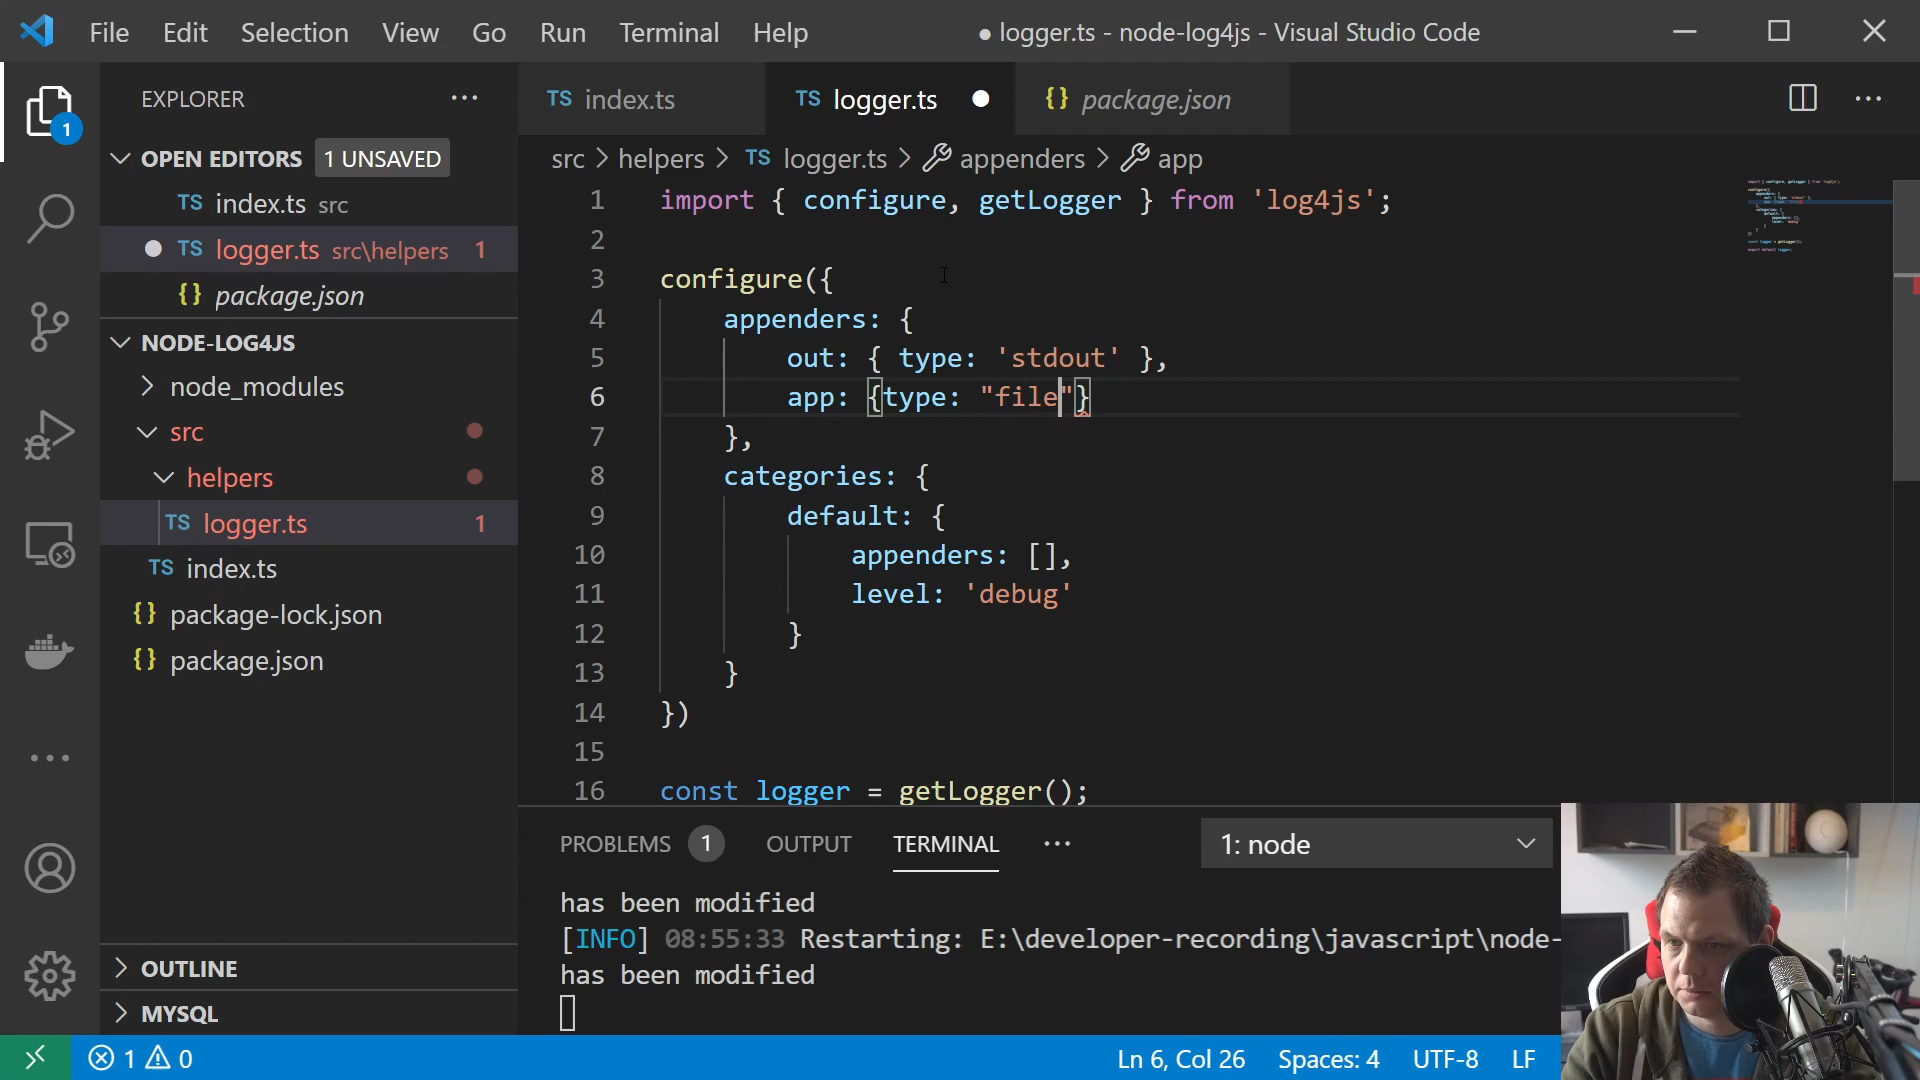 File Edit Selection View Go Run Terminal Help
● logger.ts - node-log4js - Visual Studio Code
EXPLORER
OPEN EDITORS 1 UNSAVED
TS index.ts src
TS logger.ts src\helpers 1
{} package.json
NODE-LOG4JS
node_modules
src
helpers
TS logger.ts 1
TS index.ts
{} package-lock.json
{} package.json
OUTLINE
MYSQL
1
TS index.ts TS logger.ts {} package.json
src > helpers > TS logger.ts > appenders > app
1 import { configure, getLogger } from 'log4js';
2
3 configure({
4 appenders: {
5 out: { type: 'stdout' },
6 app: {type: "file"}
7 },
8 categories: {
9 default: {
10 appenders: [],
11 level: 'debug'
12 }
13 }
14 })
15
16 const logger = getLogger();
PROBLEMS 1 OUTPUT TERMINAL 1: node
has been modified
[INFO] 08:55:33 Restarting: E:\developer-recording\javascript\node-
has been modified
1 0 Ln 6, Col 26 Spaces: 4 UTF-8 LF